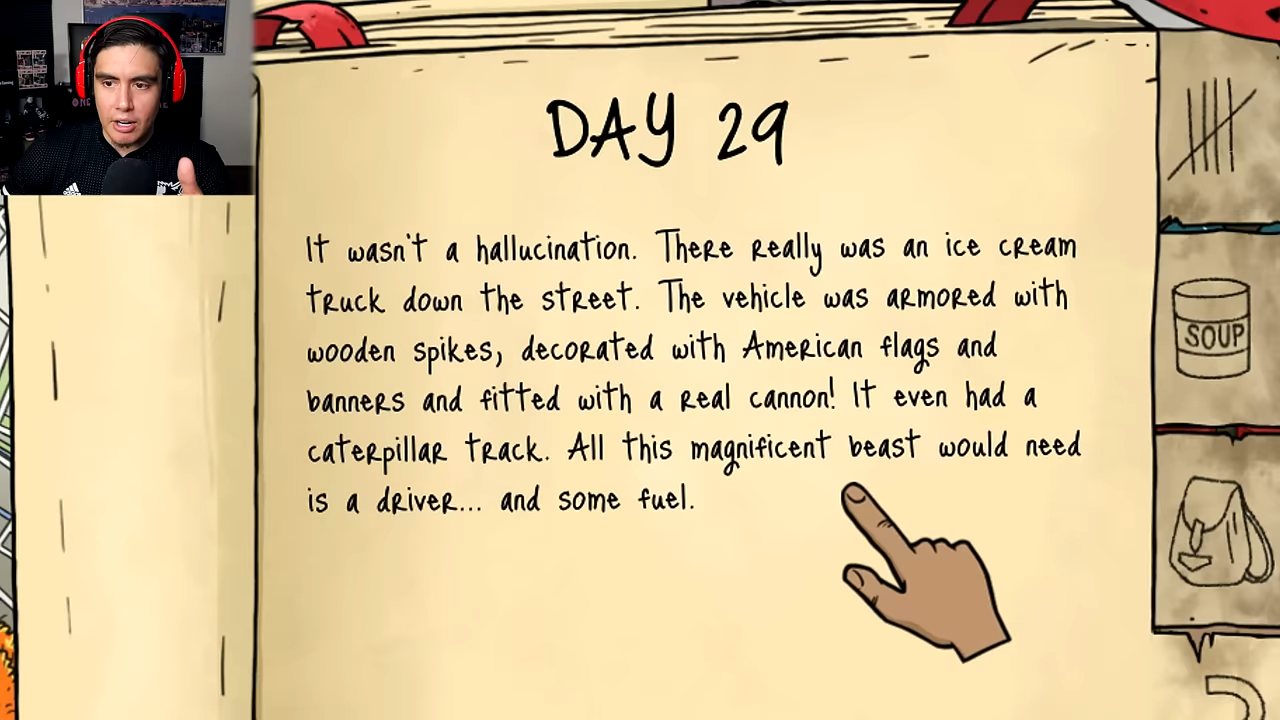 DAY 29
It wasn't a hallucination. There really was an ice cream
truck down the street. The vehicle was armored with
wooden spikes, decorated with American flags and
banners and fitted with a real cannon! It even had a
caterpillar track. All this magnificent beast would need
is a driver... and some fuel.
SOUP